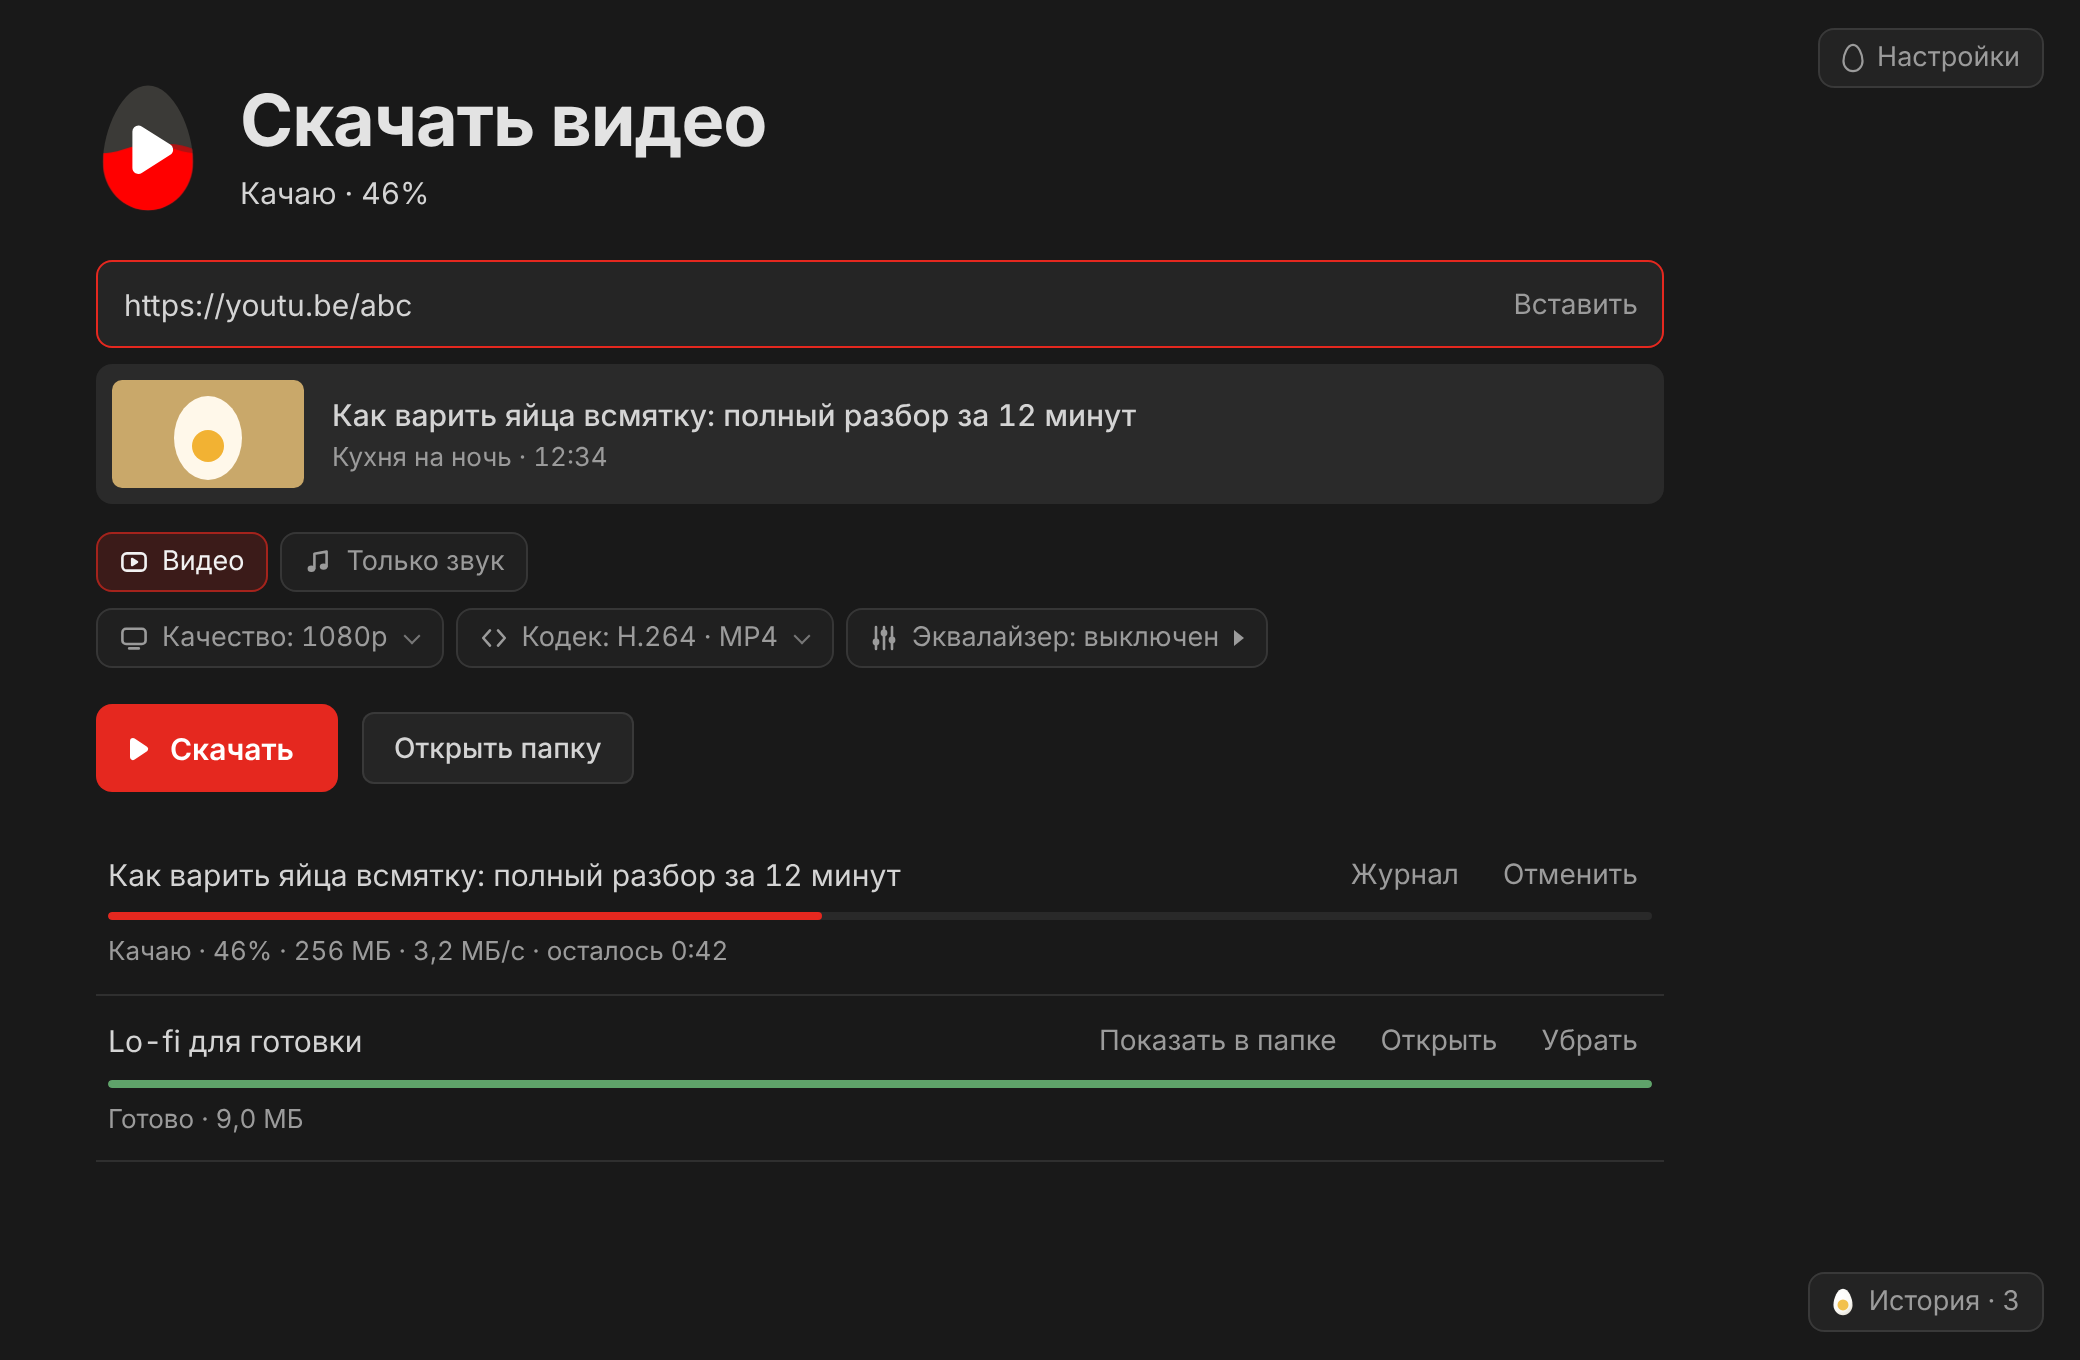 Настройки
Скачать видео
Качаю · 46%
https://youtu.be/abc
Вставить
Как варить яйца всмятку: полный разбор за 12 минут
Кухня на ночь · 12:34
Видео
Только звук
Качество: 1080p
Кодек: H.264 · MP4
Эквалайзер: выключен
Скачать
Открыть папку
Как варить яйца всмятку: полный разбор за 12 минут
Журнал
Отменить
Качаю · 46% · 256 МБ · 3,2 МБ/с · осталось 0:42
Lo-fi для готовки
Показать в папке
Открыть
Убрать
Готово · 9,0 МБ
История · 3